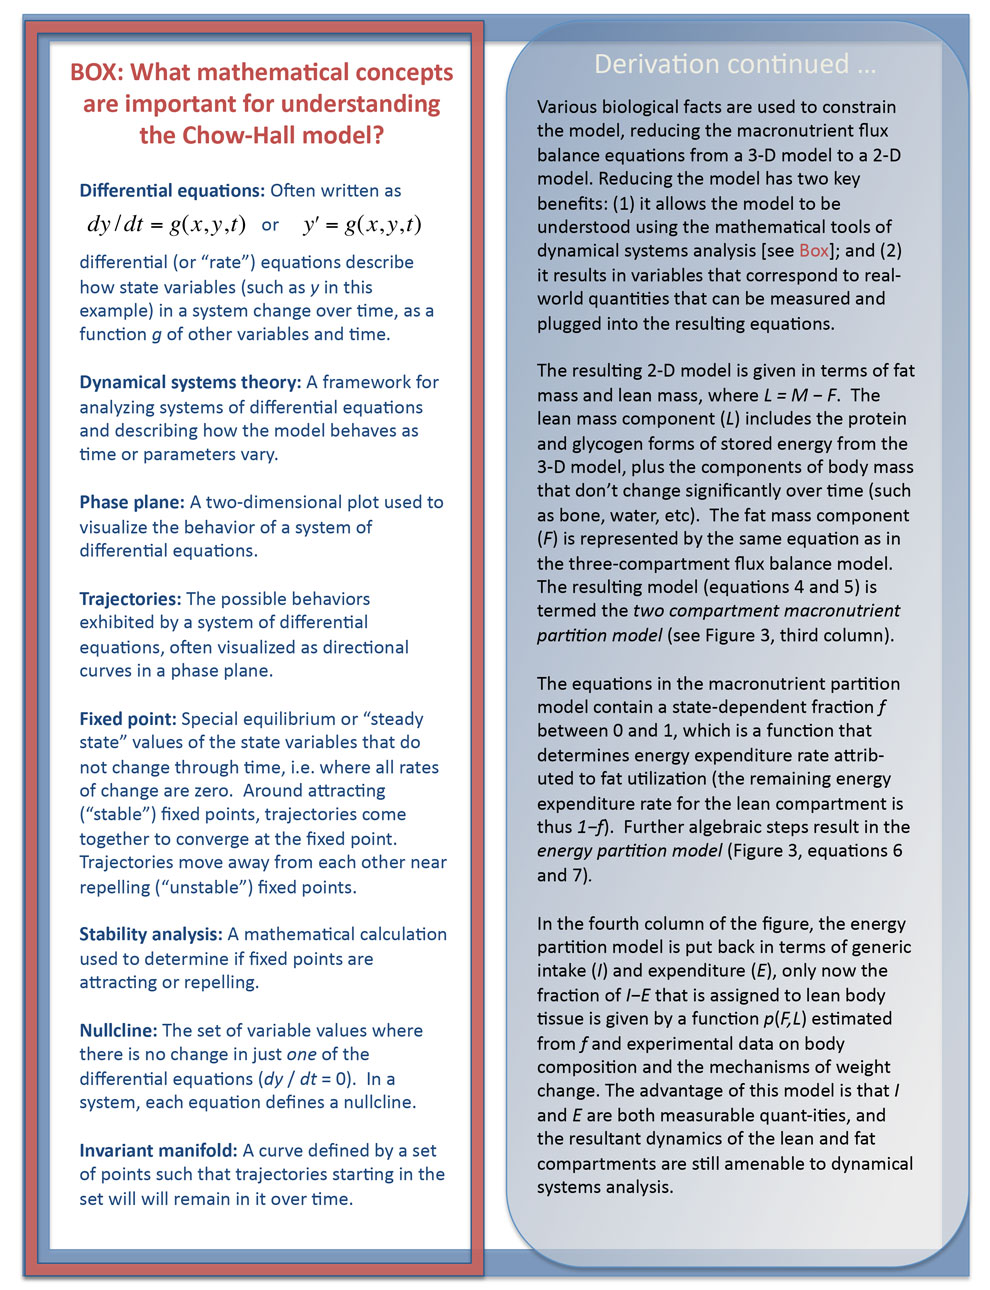 BOX: What mathematical concepts
are important for understanding
the Chow-Hall model?
Differential equations: Often written as
dy/dt = g(x,y,t) or y′ = g(x,y,t)
differential (or “rate”) equations describe
how state variables (such as y in this
example) in a system change over time, as a
function g of other variables and time.
Dynamical systems theory: A framework for
analyzing systems of differential equations
and describing how the model behaves as
time or parameters vary.
Phase plane: A two-dimensional plot used to
visualize the behavior of a system of
differential equations.
Trajectories: The possible behaviors
exhibited by a system of differential
equations, often visualized as directional
curves in a phase plane.
Fixed point: Special equilibrium or “steady
state” values of the state variables that do
not change through time, i.e. where all rates
of change are zero.  Around attracting
(“stable”) fixed points, trajectories come
together to converge at the fixed point.
Trajectories move away from each other near
repelling (“unstable”) fixed points.
Stability analysis: A mathematical calculation
used to determine if fixed points are
attracting or repelling.
Nullcline: The set of variable values where
there is no change in just one of the
differential equations (dy / dt = 0).  In a
system, each equation defines a nullcline.
Invariant manifold: A curve defined by a set
of points such that trajectories starting in the
set will will remain in it over time.
Derivation continued …
Various biological facts are used to constrain
the model, reducing the macronutrient flux
balance equations from a 3-D model to a 2-D
model. Reducing the model has two key
benefits: (1) it allows the model to be
understood using the mathematical tools of
dynamical systems analysis [see Box]; and (2)
it results in variables that correspond to real-
world quantities that can be measured and
plugged into the resulting equations.
The resulting 2-D model is given in terms of fat
mass and lean mass, where L = M − F.  The
lean mass component (L) includes the protein
and glycogen forms of stored energy from the
3-D model, plus the components of body mass
that don’t change significantly over time (such
as bone, water, etc).  The fat mass component
(F) is represented by the same equation as in
the three-compartment flux balance model.
The resulting model (equations 4 and 5) is
termed the two compartment macronutrient
partition model (see Figure 3, third column).
The equations in the macronutrient partition
model contain a state-dependent fraction f
between 0 and 1, which is a function that
determines energy expenditure rate attrib-
uted to fat utilization (the remaining energy
expenditure rate for the lean compartment is
thus 1−f).  Further algebraic steps result in the
energy partition model (Figure 3, equations 6
and 7).
In the fourth column of the figure, the energy
partition model is put back in terms of generic
intake (I) and expenditure (E), only now the
fraction of I−E that is assigned to lean body
tissue is given by a function p(F,L) estimated
from f and experimental data on body
composition and the mechanisms of weight
change. The advantage of this model is that I
and E are both measurable quant-ities, and
the resultant dynamics of the lean and fat
compartments are still amenable to dynamical
systems analysis.